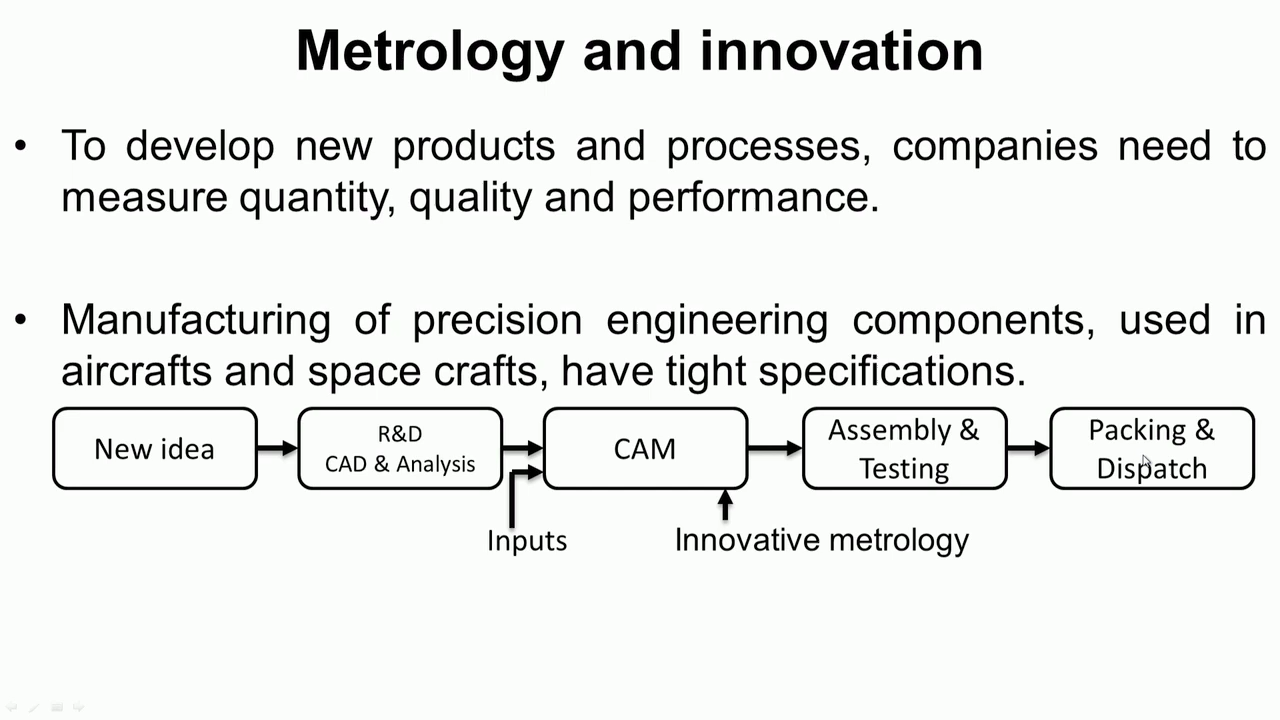 Metrology and innovation
• To develop new products and processes, companies need to
measure quantity, quality and performance.
• Manufacturing of precision engineering components, used in
aircrafts and space crafts, have tight specifications.
New idea
R&D
CAD & Analysis
CAM
Assembly &
Testing
Packing &
Dispatch
Inputs
Innovative metrology